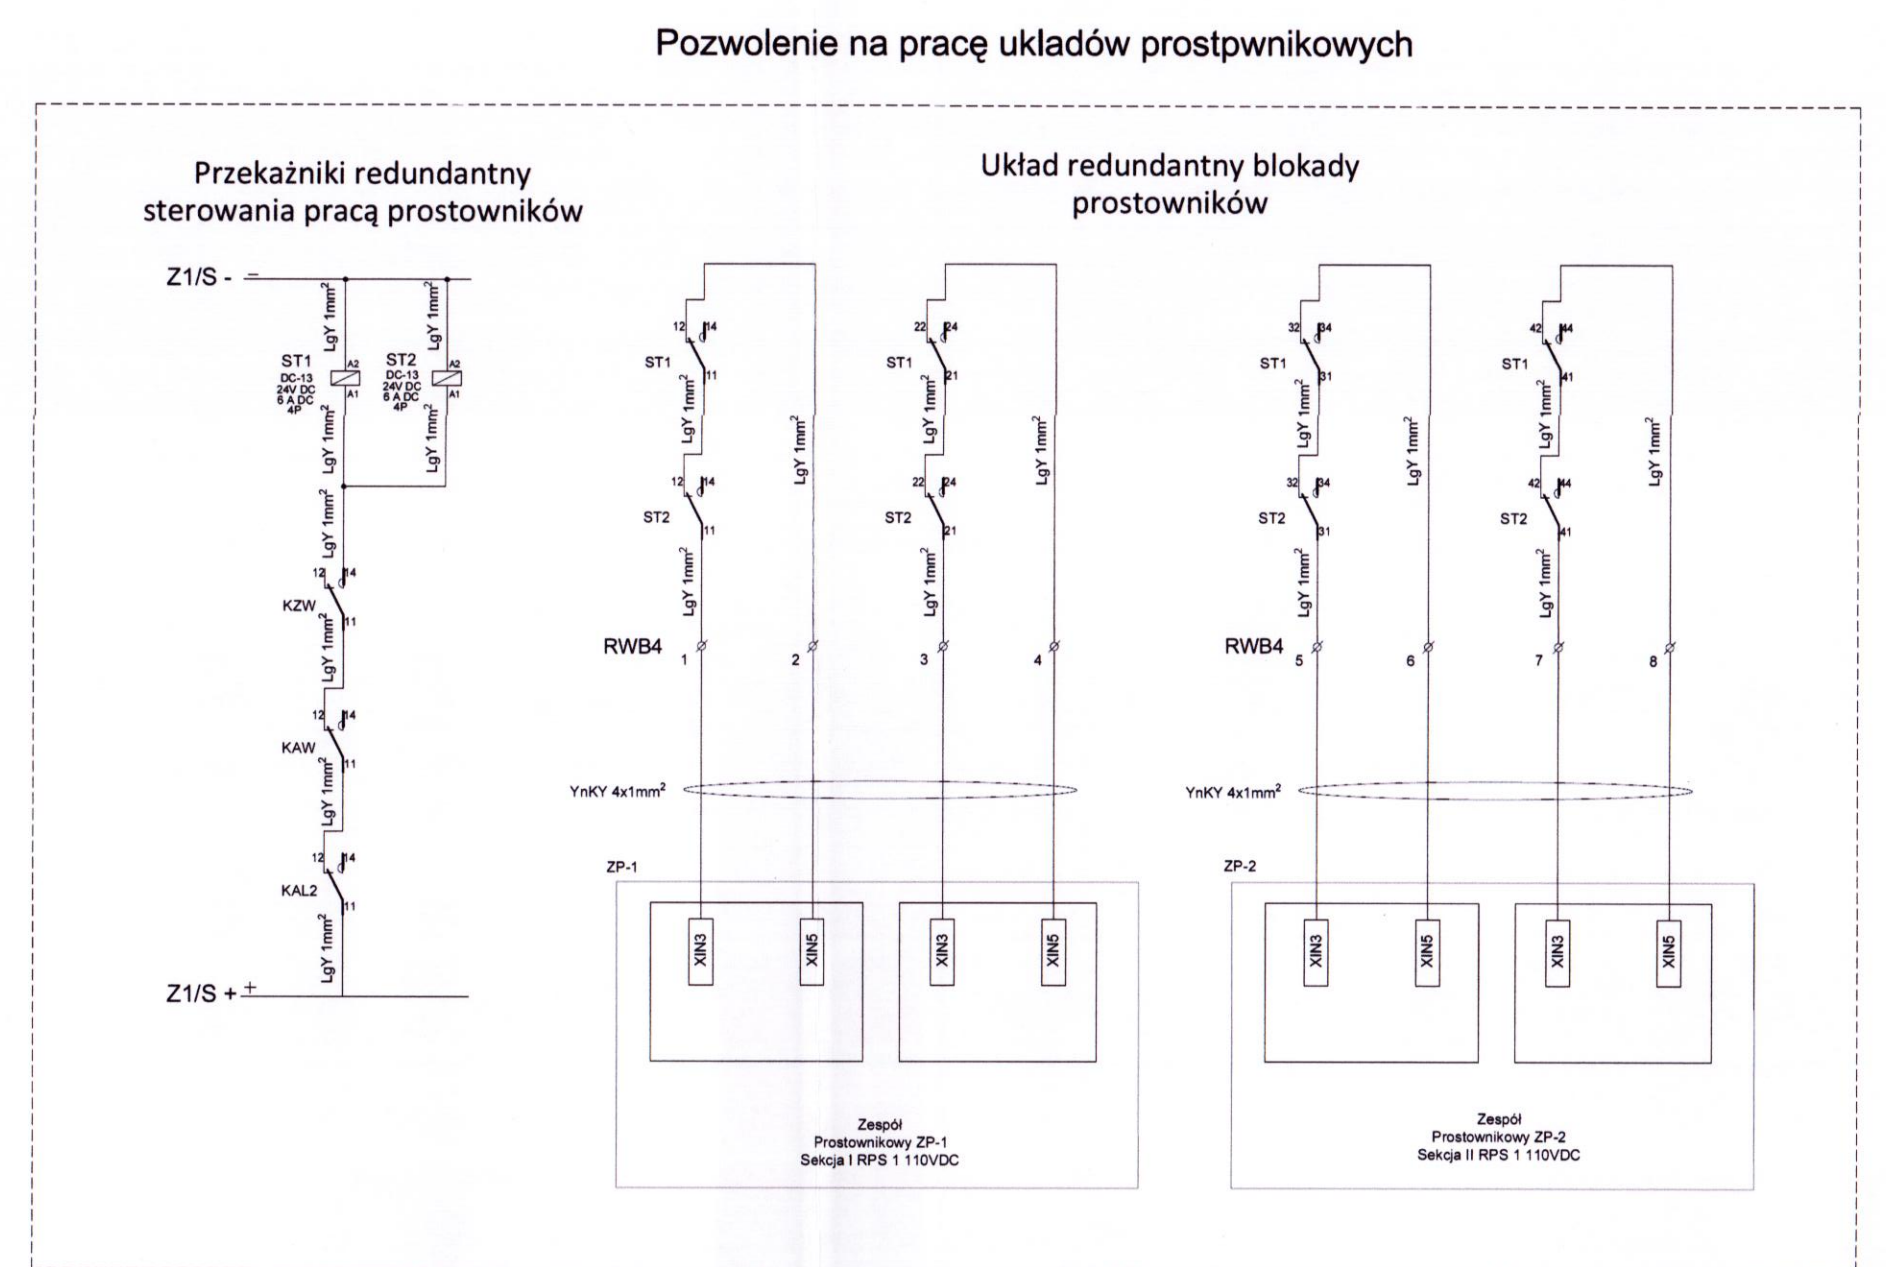 Pozwolenie na pracę ukladów prostpwnikowych
Przekażniki redundantny
sterowania pracą prostowników
Układ redundantny blokady
prostowników
Z1/S - −
LgY 1mm²
LgY 1mm²
ST1
DC-13
24V DC
6 A DC
4P
A2
A1
ST2
DC-13
24V DC
6 A DC
4P
A2
A1
LgY 1mm²
LgY 1mm²
LgY 1mm²
12 14
KZW
11
LgY 1mm²
12 14
KAW
11
LgY 1mm²
12 14
KAL2
11
LgY 1mm²
Z1/S + +
12 14
ST1
11
LgY 1mm²
12 14
ST2
11
LgY 1mm²
LgY 1mm²
22 24
ST1
21
LgY 1mm²
22 24
ST2
21
LgY 1mm²
LgY 1mm²
32 34
ST1
31
LgY 1mm²
32 34
ST2
31
LgY 1mm²
LgY 1mm²
42 44
ST1
41
LgY 1mm²
42 44
ST2
41
LgY 1mm²
LgY 1mm²
RWB4
1 2 3 4
RWB4
5 6 7 8
YnKY 4x1mm²
YnKY 4x1mm²
ZP-1
XIN3 XIN5 XIN3 XIN5
Zespół
Prostownikowy ZP-1
Sekcja I RPS 1 110VDC
ZP-2
XIN3 XIN5 XIN3 XIN5
Zespół
Prostownikowy ZP-2
Sekcja II RPS 1 110VDC